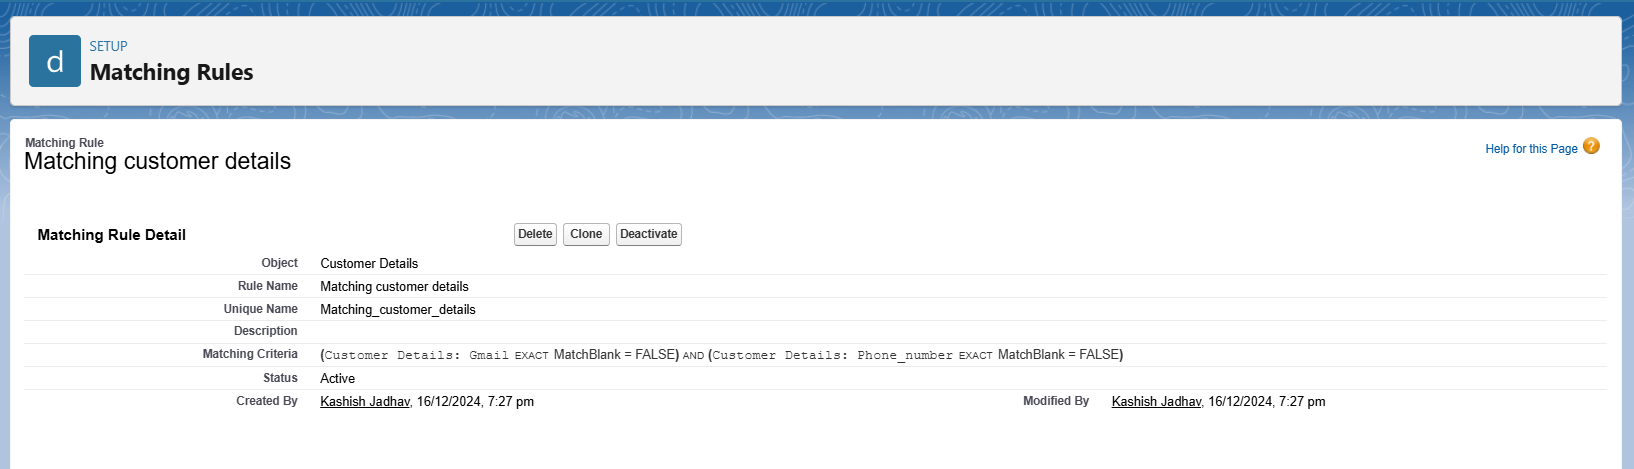 d
SETUP
Matching Rules
Matching Rule
Matching customer details
Help for this Page ?
Matching Rule Detail Delete Clone Deactivate
Object Customer Details
Rule Name Matching customer details
Unique Name Matching_customer_details
Description
Matching Criteria (Customer Details: Gmail EXACT MatchBlank = FALSE) AND (Customer Details: Phone_number EXACT MatchBlank = FALSE)
Status Active
Created By Kashish Jadhav, 16/12/2024, 7:27 pm Modified By Kashish Jadhav, 16/12/2024, 7:27 pm